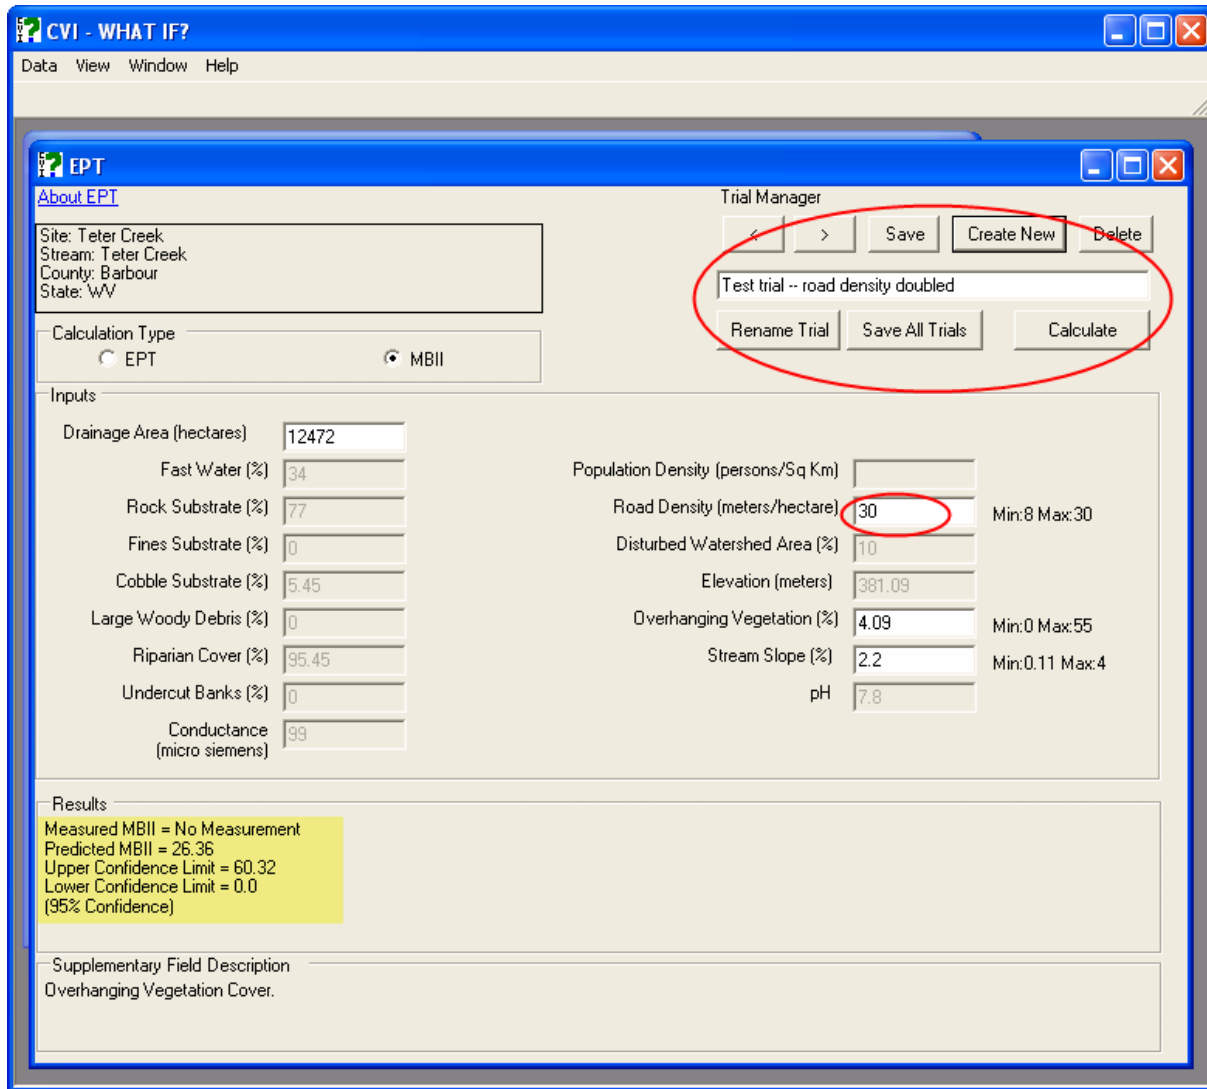 CVI - WHAT IF?
Data View Window Help
EPT
About EPT
Site: Teter Creek
Stream: Teter Creek
County: Barbour
State: WV
Trial Manager
< > Save Create New Delete
Test trial -- road density doubled
Rename Trial Save All Trials Calculate
Calculation Type
EPT MBII
Inputs
Drainage Area (hectares) 12472
Fast Water (%) 34
Rock Substrate (%) 77
Fines Substrate (%) 0
Cobble Substrate (%) 5.45
Large Woody Debris (%) 0
Riparian Cover (%) 95.45
Undercut Banks (%) 0
Conductance
(micro siemens) 99
Population Density (persons/Sq Km)
Road Density (meters/hectare) 30 Min:8 Max:30
Disturbed Watershed Area (%) 10
Elevation (meters) 381.09
Overhanging Vegetation (%) 4.09 Min:0 Max:55
Stream Slope (%) 2.2 Min:0.11 Max:4
pH 7.8
Results
Measured MBII = No Measurement
Predicted MBII = 26.36
Upper Confidence Limit = 60.32
Lower Confidence Limit = 0.0
(95% Confidence)
Supplementary Field Description
Overhanging Vegetation Cover.